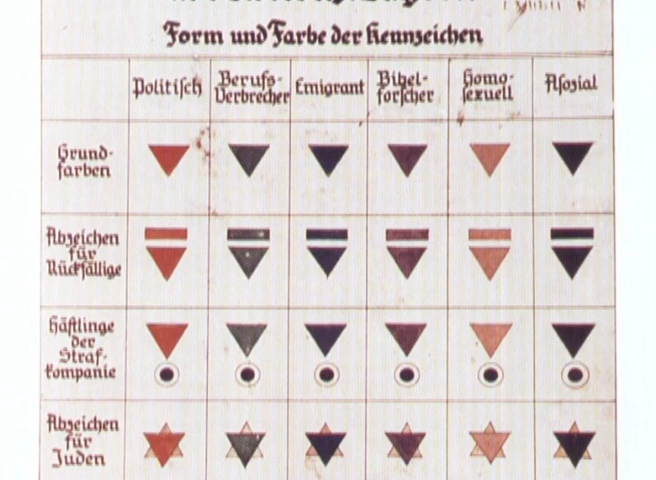 Form und Farbe der Kennzeichen
Politisch
Berufs-
Verbrecher
Emigrant
Bibel-
forscher
Homo-
sexuell
Asozial
Grund-
farben
Abzeichen
für
Rückfällige
Häftlinge
der
Straf-
kompanie
Abzeichen
für
Juden